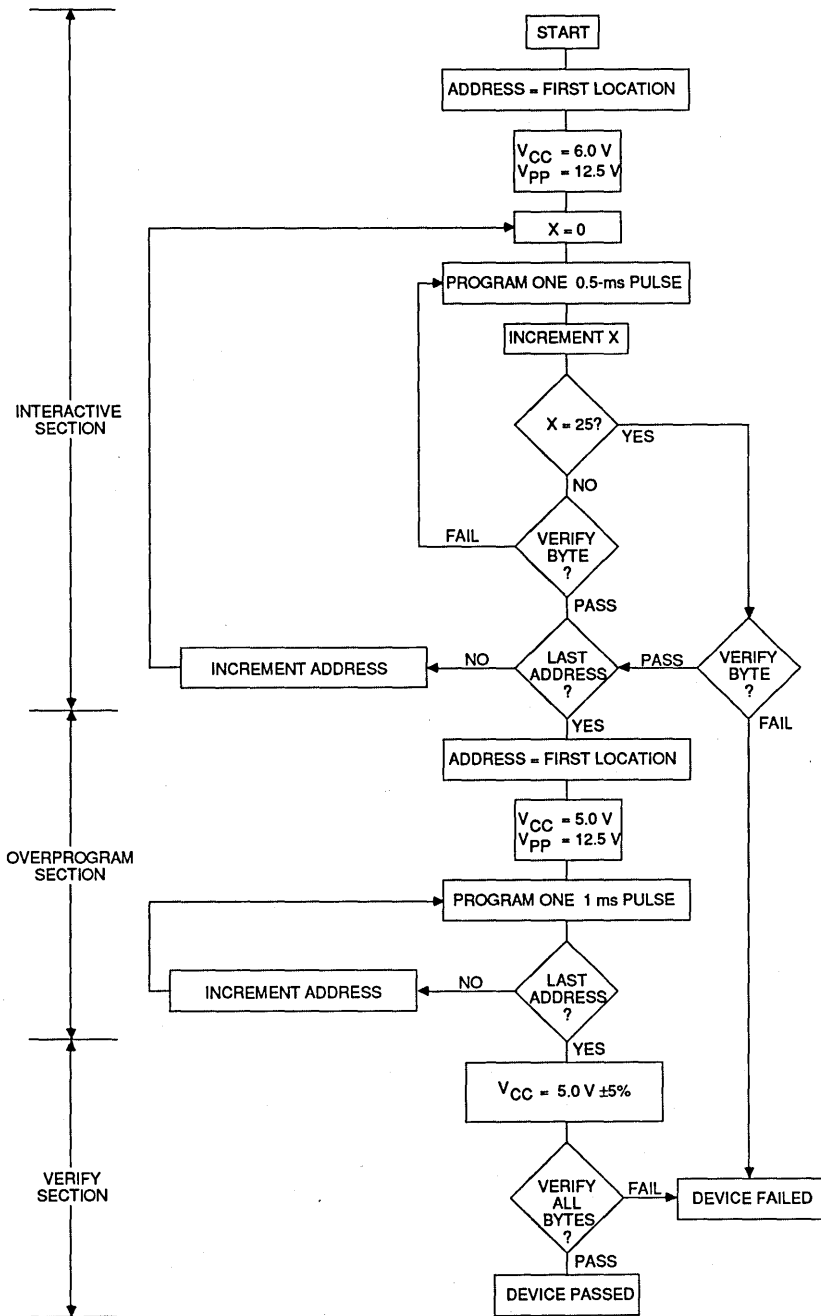 START
ADDRESS = FIRST LOCATION
VCC = 6.0 V
VPP = 12.5 V
X = 0
PROGRAM ONE 0.5-ms PULSE
INCREMENT X
INTERACTIVE
SECTION
X = 25?
YES
NO
FAIL
VERIFY
BYTE
?
PASS
INCREMENT ADDRESS
NO
LAST
ADDRESS
?
PASS
VERIFY
BYTE
?
YES
FAIL
ADDRESS = FIRST LOCATION
VCC = 5.0 V
VPP = 12.5 V
OVERPROGRAM
SECTION
PROGRAM ONE 1 ms PULSE
INCREMENT ADDRESS
NO
LAST
ADDRESS
?
YES
VCC = 5.0 V ±5%
VERIFY
SECTION
VERIFY
ALL
BYTES
?
FAIL
DEVICE FAILED
PASS
DEVICE PASSED